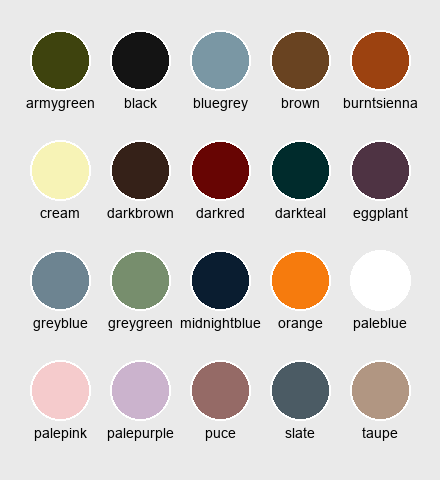 armygreen black bluegrey brown burntsienna
cream darkbrown darkred darkteal eggplant
greyblue greygreen midnightblue orange paleblue
palepink palepurple puce slate taupe